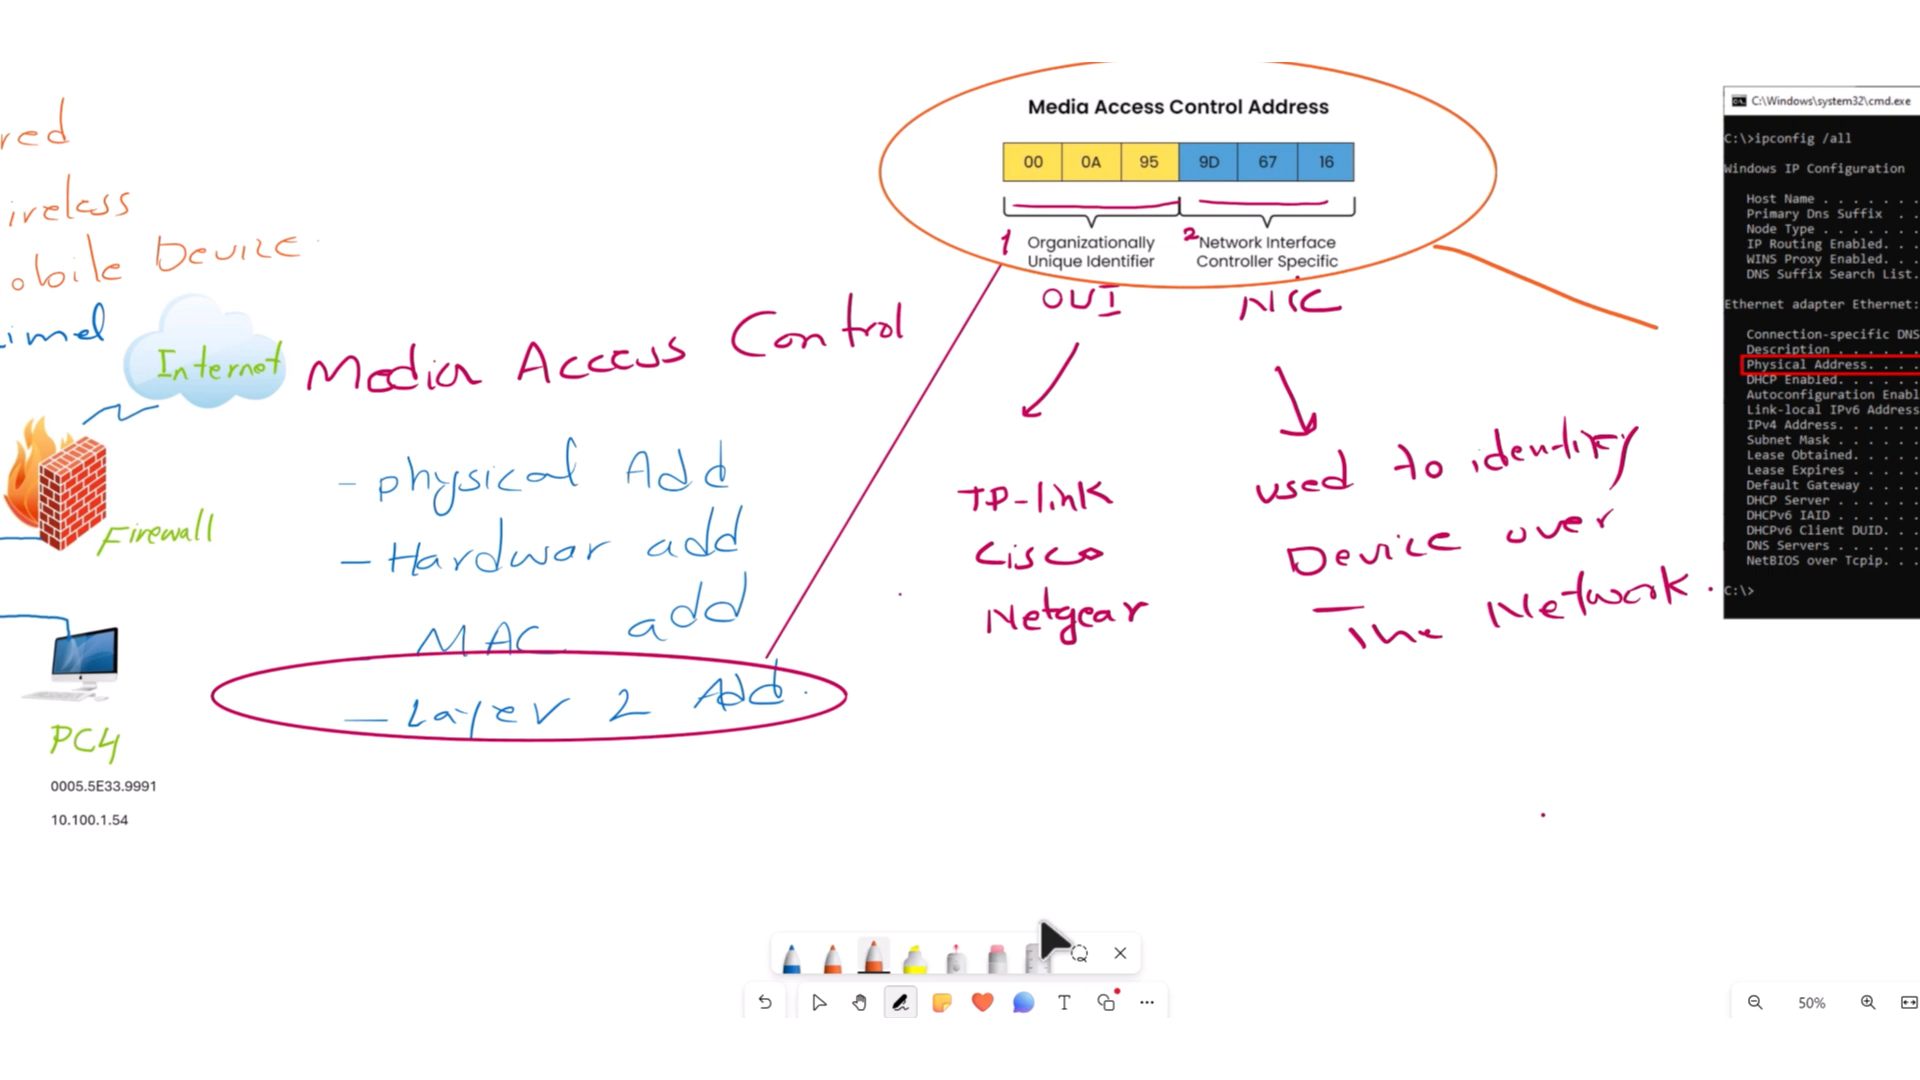 red
ireless
obile Device
imel
Internet
Firewall
PC4
0005.5E33.9991
10.100.1.54
Media Access Control
- physical Add
- Hardwar add
MAC add
- Layer 2 Add.
Media Access Control Address
00 0A 95 9D 67 16
1 Organizationally
Unique Identifier
2 Network Interface
Controller Specific
OUI
NIC
TP-link
Cisco
Netgear
used to identify
Device over
The Network.
C:\Windows\system32\cmd.exe
C:\>ipconfig /all
Windows IP Configuration
Host Name . . . . . . .
Primary Dns Suffix . .
Node Type . . . . . . .
IP Routing Enabled. . .
WINS Proxy Enabled. . .
DNS Suffix Search List.
Ethernet adapter Ethernet:
Connection-specific DNS
Description . . . . . .
Physical Address. . . .
DHCP Enabled. . . . . .
Autoconfiguration Enabl
Link-local IPv6 Address
IPv4 Address. . . . . .
Subnet Mask . . . . . .
Lease Obtained. . . . .
Lease Expires . . . . .
Default Gateway . . . .
DHCP Server . . . . . .
DHCPv6 IAID . . . . . .
DHCPv6 Client DUID. . .
DNS Servers . . . . . .
NetBIOS over Tcpip. . .
C:\>
T
50%